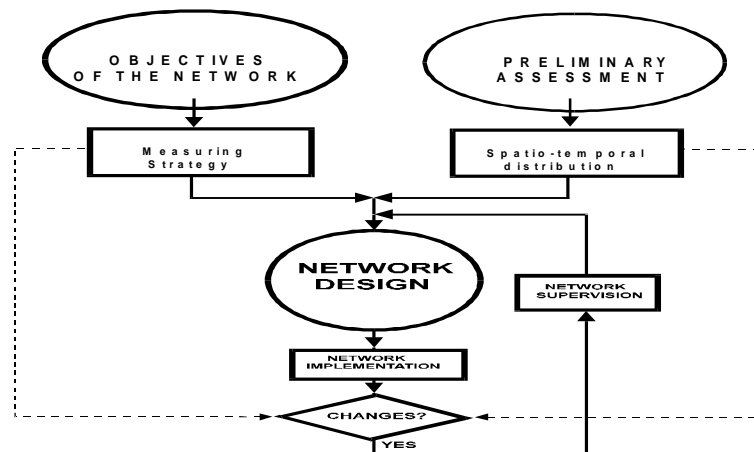 OBJECTIVES
OF THE NETWORK
PRELIMINARY
ASSESSMENT
Measuring
Strategy
Spatio-temporal
distribution
NETWORK
DESIGN
NETWORK
SUPERVISION
NETWORK
IMPLEMENTATION
CHANGES?
YES